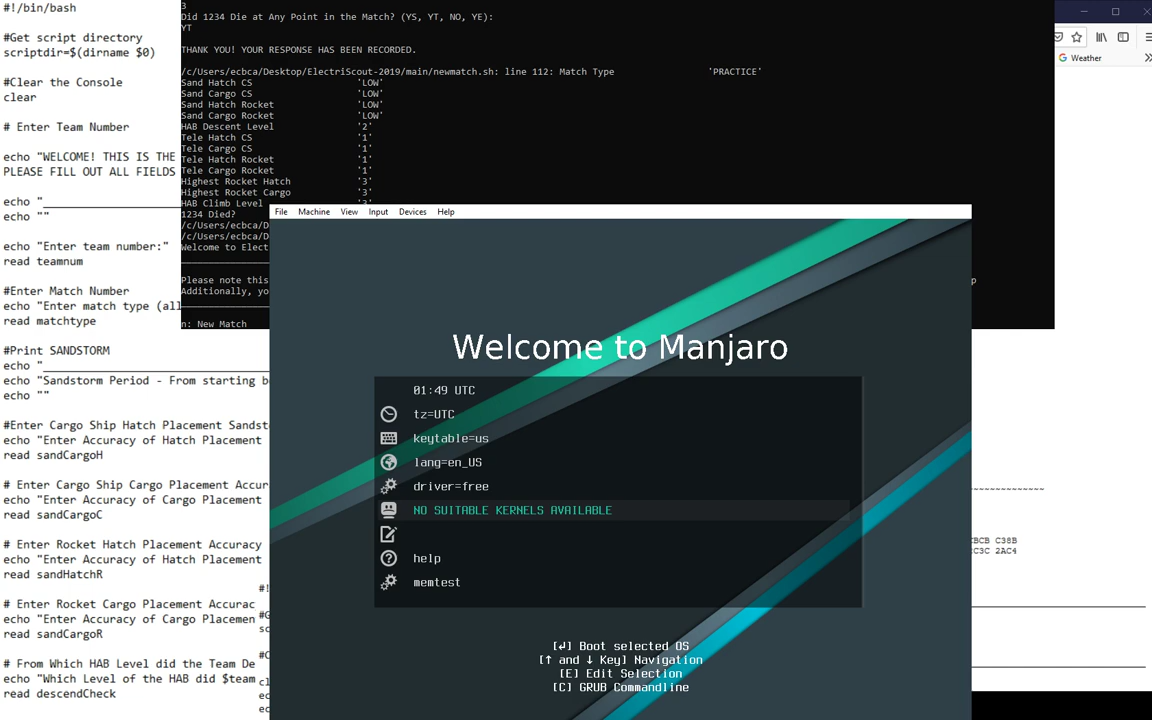 #!/bin/bash
#Get script directory
scriptdir=$(dirname $0)
#Clear the Console
clear
# Enter Team Number
echo "WELCOME! THIS IS THE
PLEASE FILL OUT ALL FIELDS
echo "____________________
echo ""
echo "Enter team number:"
read teamnum
#Enter Match Number
echo "Enter match type (all
read matchtype
#Print SANDSTORM
echo "____________________
echo "Sandstorm Period - From starting b
echo ""
#Enter Cargo Ship Hatch Placement Sandst
echo "Enter Accuracy of Hatch Placement
read sandCargoH
# Enter Cargo Ship Cargo Placement Accur
echo "Enter Accuracy of Cargo Placement
read sandCargoC
# Enter Rocket Hatch Placement Accuracy
echo "Enter Accuracy of Hatch Placement
read sandHatchR
# Enter Rocket Cargo Placement Accurac
echo "Enter Accuracy of Cargo Placemen
read sandCargoR
# From Which HAB Level did the Team De
echo "Which Level of the HAB did $team
read descendCheck
3
Did 1234 Die at Any Point in the Match? (YS, YT, NO, YE):
YT
THANK YOU! YOUR RESPONSE HAS BEEN RECORDED.
/c/Users/ecbca/Desktop/ElectriScout-2019/main/newmatch.sh: line 112: Match Type 'PRACTICE'
Sand Hatch CS 'LOW'
Sand Cargo CS 'LOW'
Sand Hatch Rocket 'LOW'
Sand Cargo Rocket 'LOW'
HAB Descent Level '2'
Tele Hatch CS '1'
Tele Cargo CS '1'
Tele Hatch Rocket '1'
Tele Cargo Rocket '1'
Highest Rocket Hatch '3'
Highest Rocket Cargo '3'
HAB Climb Level '3'
1234 Died?
/c/Users/ecbca/D
/c/Users/ecbca/D
Welcome to Elect
Please note this
Additionally, yo
n: New Match
Weather
File Machine View Input Devices Help
Welcome to Manjaro
01:49 UTC
tz=UTC
keytable=us
lang=en_US
driver=free
NO SUITABLE KERNELS AVAILABLE
help
memtest
[↲] Boot selected OS
[↑ and ↓ Key] Navigation
[E] Edit Selection
[C] GRUB Commandline
C38B
2AC4